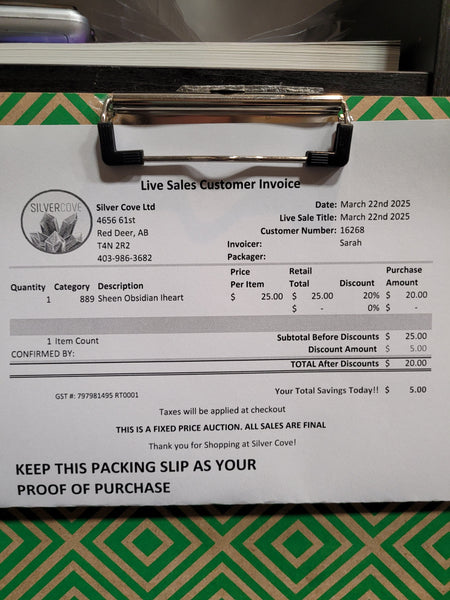 Live Sales Customer Invoice
SILVERCOVE
Silver Cove Ltd
4656 61st
Red Deer, AB
T4N 2R2
403-986-3682
Date: March 22nd 2025
Live Sale Title: March 22nd 2025
Customer Number: 16268
Invoicer: Sarah
Packager:
Quantity Category Description Price Per Item Retail Total Discount Purchase Amount
1 889 Sheen Obsidian Iheart $ 25.00 $ 25.00 20% $ 20.00
$ - 0% $ -
1 Item Count Subtotal Before Discounts $ 25.00
CONFIRMED BY: Discount Amount $ 5.00
TOTAL After Discounts $ 20.00
GST #: 797981495 RT0001 Your Total Savings Today!! $ 5.00
Taxes will be applied at checkout
THIS IS A FIXED PRICE AUCTION. ALL SALES ARE FINAL
Thank you for Shopping at Silver Cove!
KEEP THIS PACKING SLIP AS YOUR
PROOF OF PURCHASE